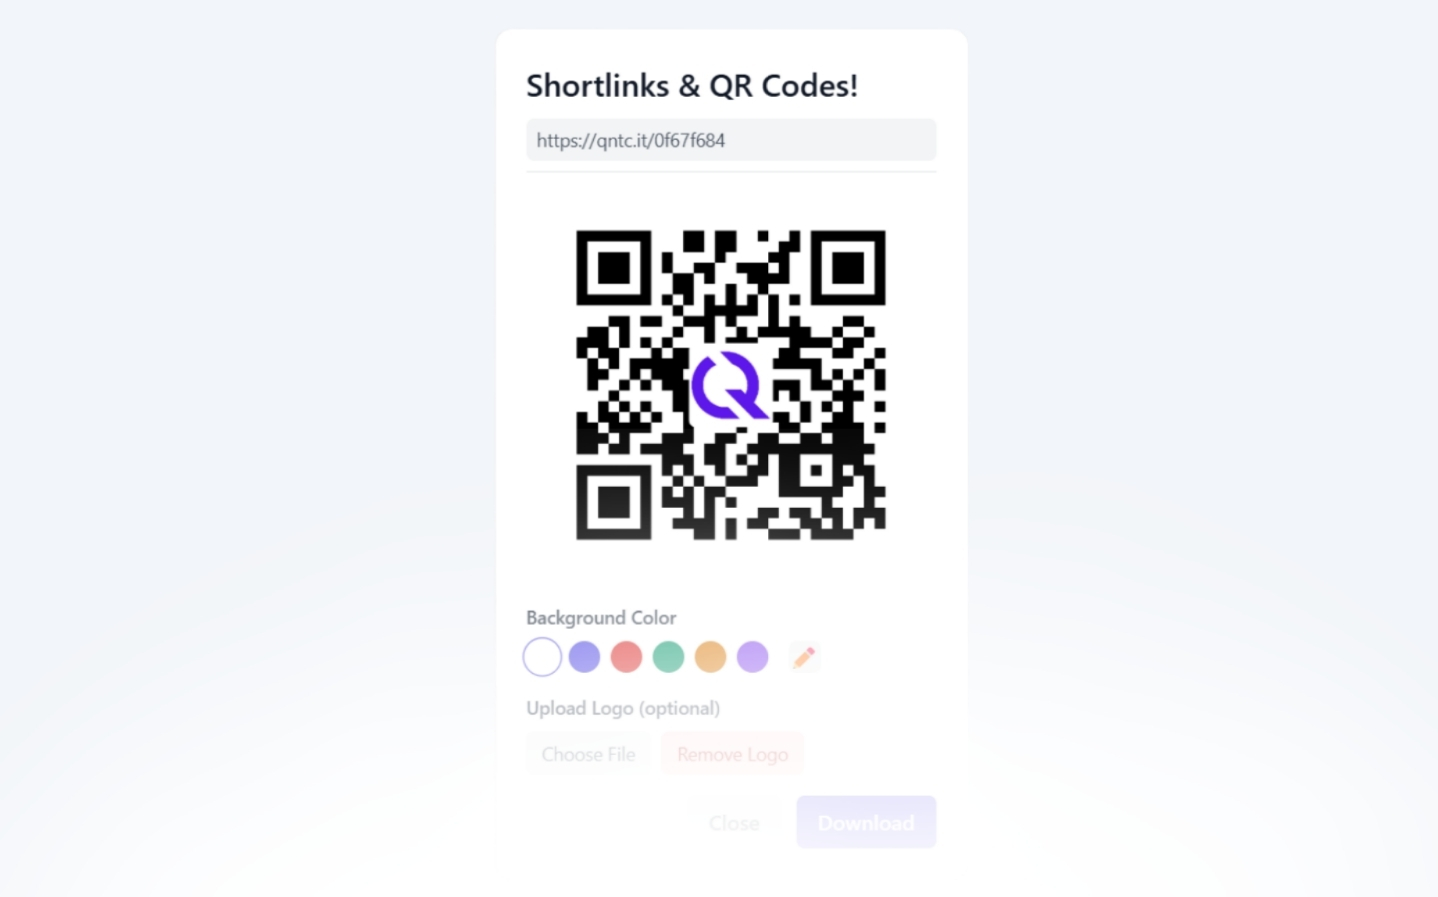 Shortlinks & QR Codes!
https://qntc.it/0f67f684
Background Color
Upload Logo (optional)
Choose File Remove Logo
Close Download